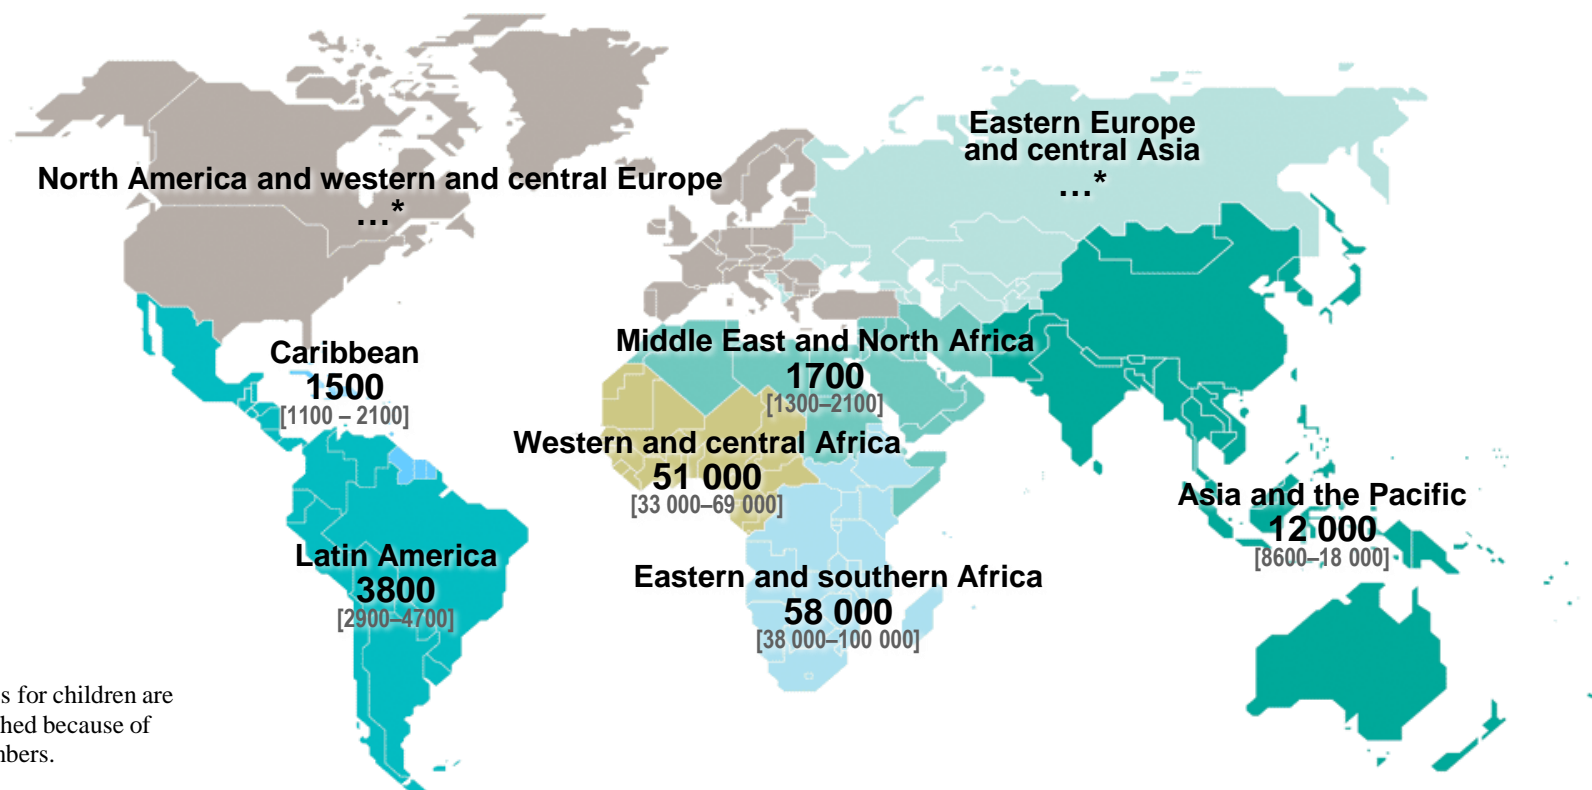 North America and western and central Europe
...*
Eastern Europe
and central Asia
...*
Caribbean
1500
[1100 – 2100]
Middle East and North Africa
1700
[1300–2100]
Western and central Africa
51 000
[33 000–69 000]
Asia and the Pacific
12 000
[8600–18 000]
Latin America
3800
[2900–4700]
Eastern and southern Africa
58 000
[38 000–100 000]
s for children are
hed because of
nbers.